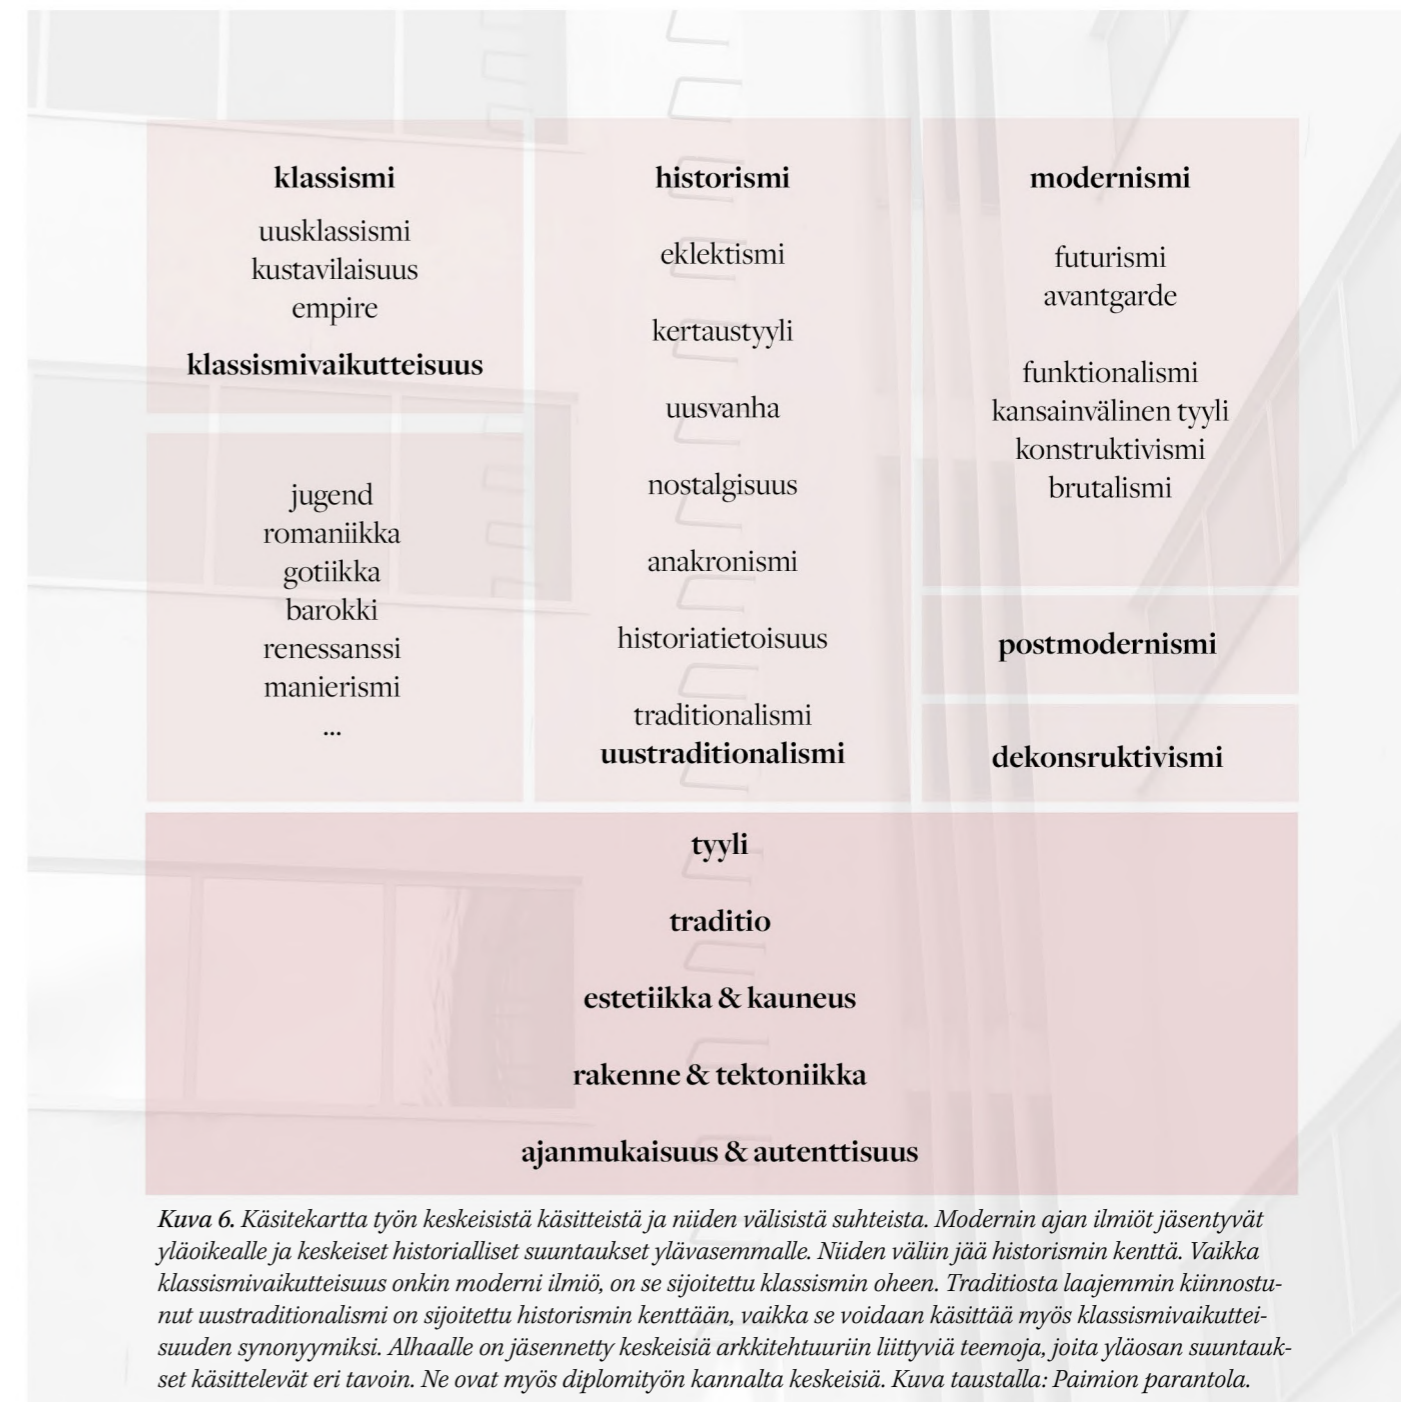 klassismi
uusklassismi
kustavilaisuus
empire
klassismivaikutteisuus
jugend
romaniikka
gotiikka
barokki
renessanssi
manierismi
...
historismi
eklektismi
kertaustyyli
uusvanha
nostalgisuus
anakronismi
historiatietoisuus
traditionalismi
uustraditionalismi
modernismi
futurismi
avantgarde
funktionalismi
kansainvälinen tyyli
konstruktivismi
brutalismi
postmodernismi
dekonsruktivismi
tyyli
traditio
estetiikka & kauneus
rakenne & tektoniikka
ajanmukaisuus & autenttisuus
Kuva 6. Käsitekartta työn keskeisistä käsitteistä ja niiden välisistä suhteista. Modernin ajan ilmiöt jäsentyvät
yläoikealle ja keskeiset historialliset suuntaukset ylävasemmalle. Niiden väliin jää historismin kenttä. Vaikka
klassismivaikutteisuus onkin moderni ilmiö, on se sijoitettu klassismin oheen. Traditiosta laajemmin kiinnostu-
nut uustraditionalismi on sijoitettu historismin kenttään, vaikka se voidaan käsittää myös klassismivaikuttei-
suuden synonyymiksi. Alhaalle on jäsennetty keskeisiä arkkitehtuuriin liittyviä teemoja, joita yläosan suuntauk-
set käsittelevät eri tavoin. Ne ovat myös diplomityön kannalta keskeisiä. Kuva taustalla: Paimion parantola.